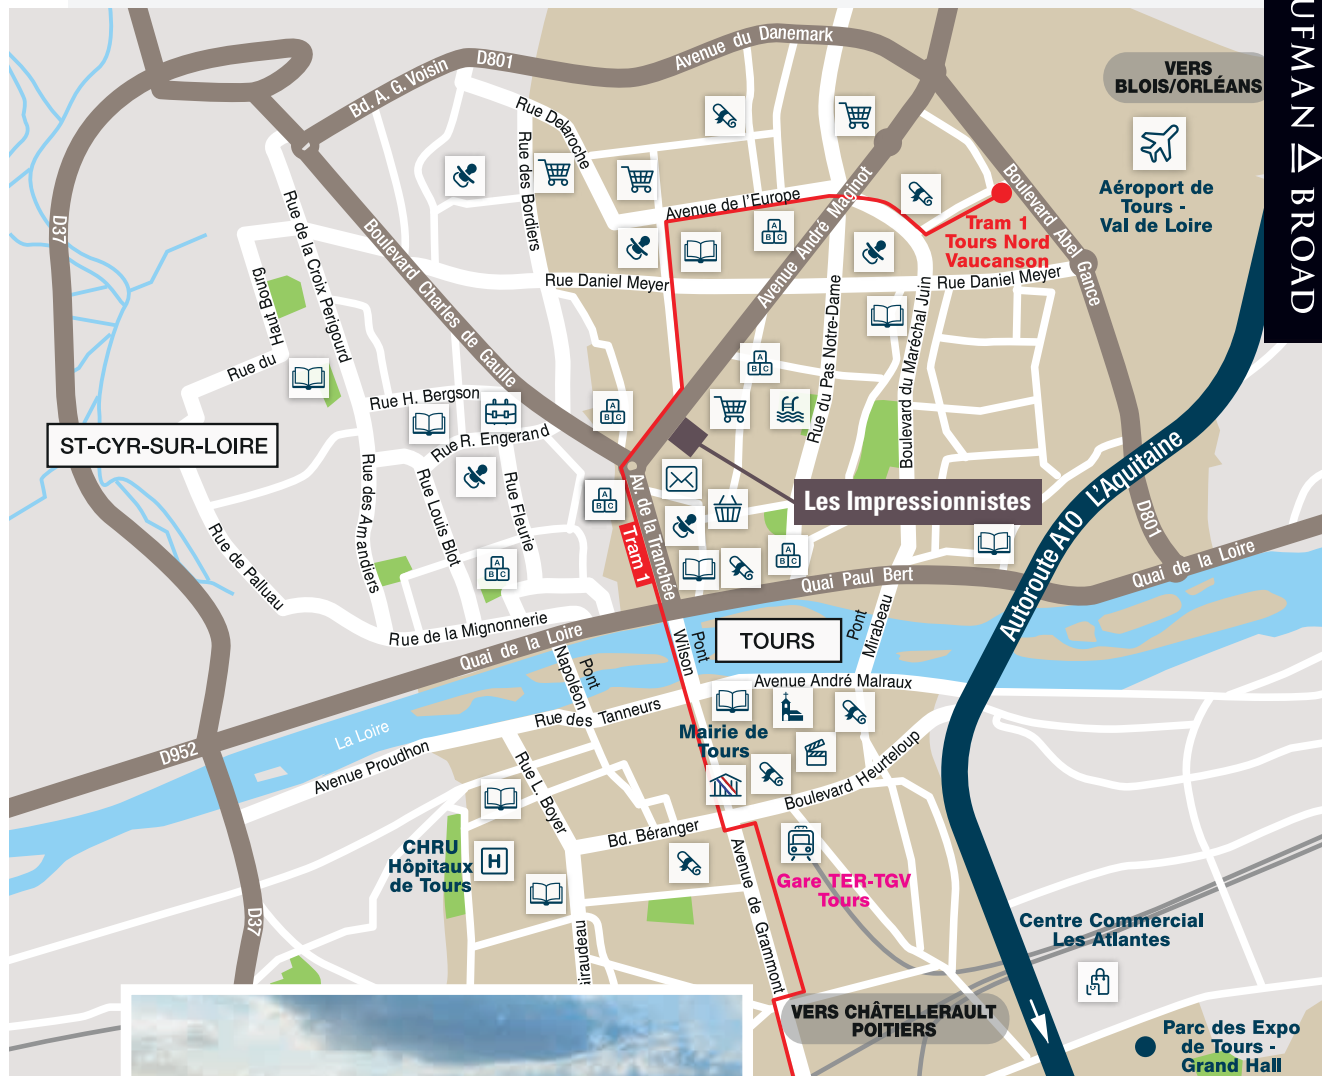 UFMAN BROAD
D801
Avenue du Danemark
Bd. A. G. Voisin
VERS
BLOIS/ORLÉANS
Rue Delaroche
Rue des Bordiers
Aéroport de
Tours -
Val de Loire
Boulevard Abel Gance
Avenue André Maginot
Avenue de l'Europe
Tram 1
Tours Nord
Vaucanson
D37
Rue de la Croix Perigourd
Boulevard Charles de Gaulle
Rue Daniel Meyer
Rue Daniel Meyer
Rue du Haut Bourg
Rue du Pas Notre-Dame
Boulevard du Maréchal Juin
A
B C
A
B C
A
B C
A
B C
A
B C
A
B C
Rue H. Bergson
Rue R. Engerand
ST-CYR-SUR-LOIRE
Rue des Amandiers
Rue Louis Blot
Rue Fleurie
Av. de la Tranchée
Tram 1
Les Impressionnistes
Autoroute A10 L'Aquitaine
D801
Rue de Palluau
Quai Paul Bert
Quai de la Loire
Rue de la Mignonnerie
Quai de la Loire
Pont
Napoléon
Pont
Wilson
TOURS
Pont
Mirabeau
Avenue André Malraux
Rue des Tanneurs
La Loire
D952
Avenue Proudhon
Mairie de
Tours
Rue L. Boyer
Boulevard Heurteloup
Bd. Béranger
CHRU
Hôpitaux
de Tours
H
Avenue de Grammont
Gare TER-TGV
Tours
D37
Giraudeau
Centre Commercial
Les Atlantes
VERS CHÂTELLERAULT
POITIERS
Parc des Expo
de Tours -
Grand Hall